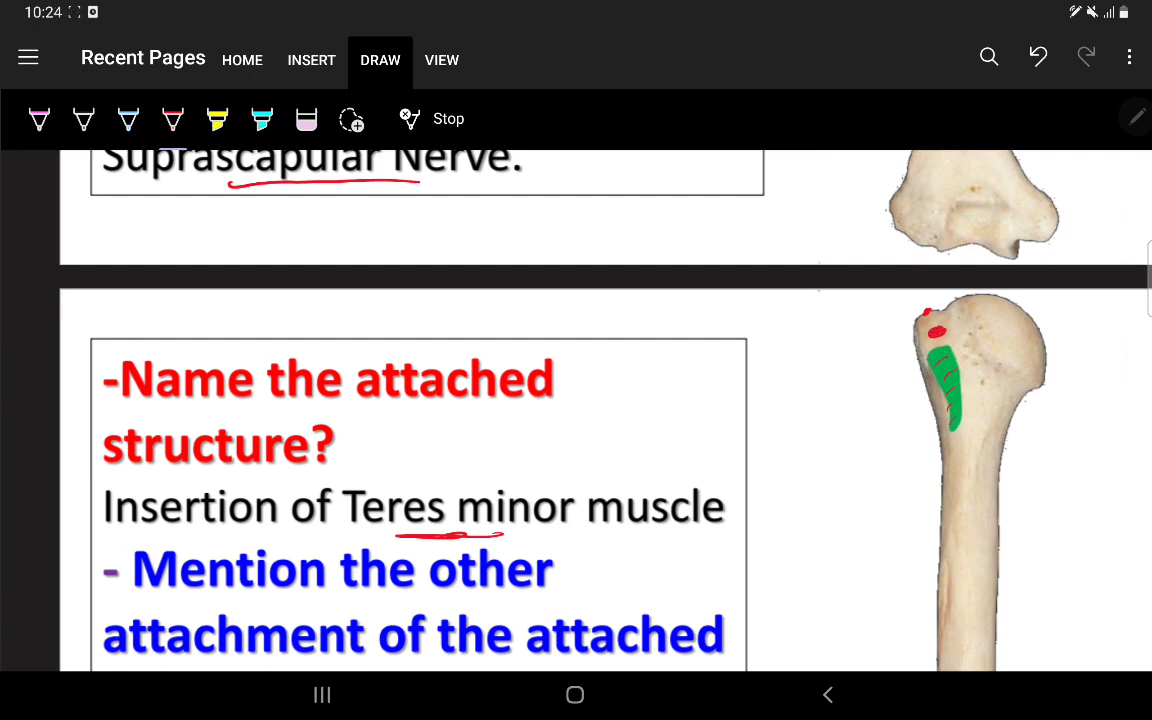 10:24
Recent Pages HOME INSERT DRAW VIEW
Stop
Suprascapular Nerve.
-Name the attached
structure?
Insertion of Teres minor muscle
- Mention the other
attachment of the attached